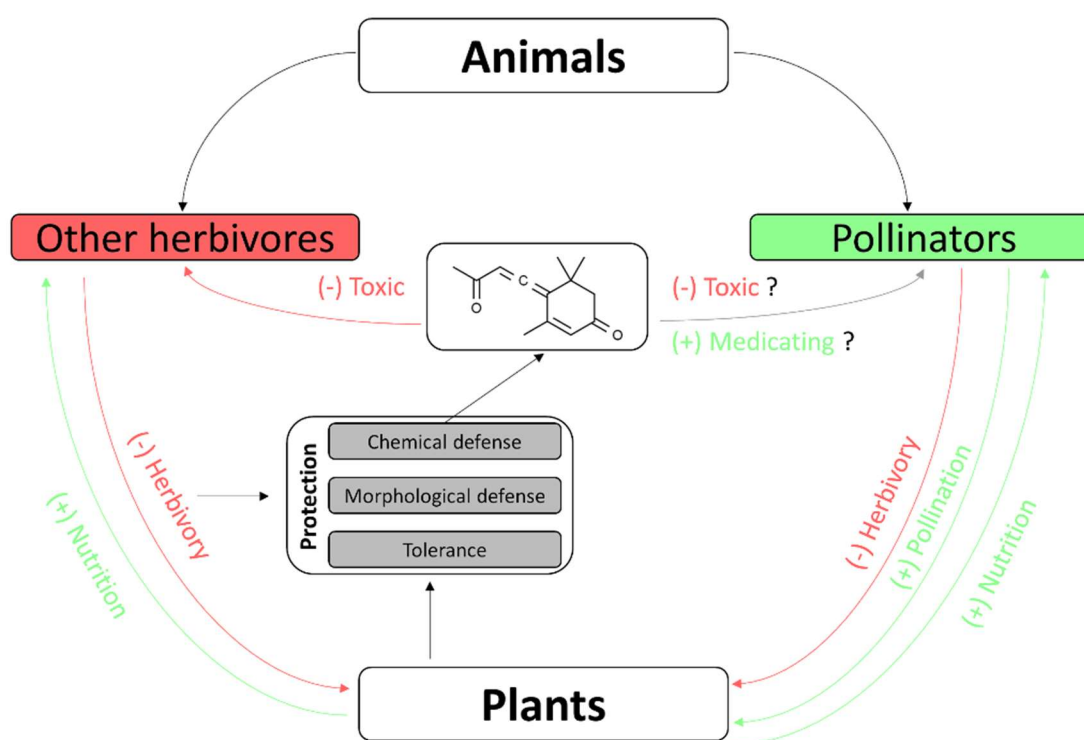 Animals
Other herbivores
Pollinators
(-) Toxic
C
O
O
(-) Toxic ?
(+) Medicating ?
Protection
Chemical defense
Morphological defense
Tolerance
(-) Herbivory
(+) Nutrition
(-) Herbivory
(+) Pollination
(+) Nutrition
Plants